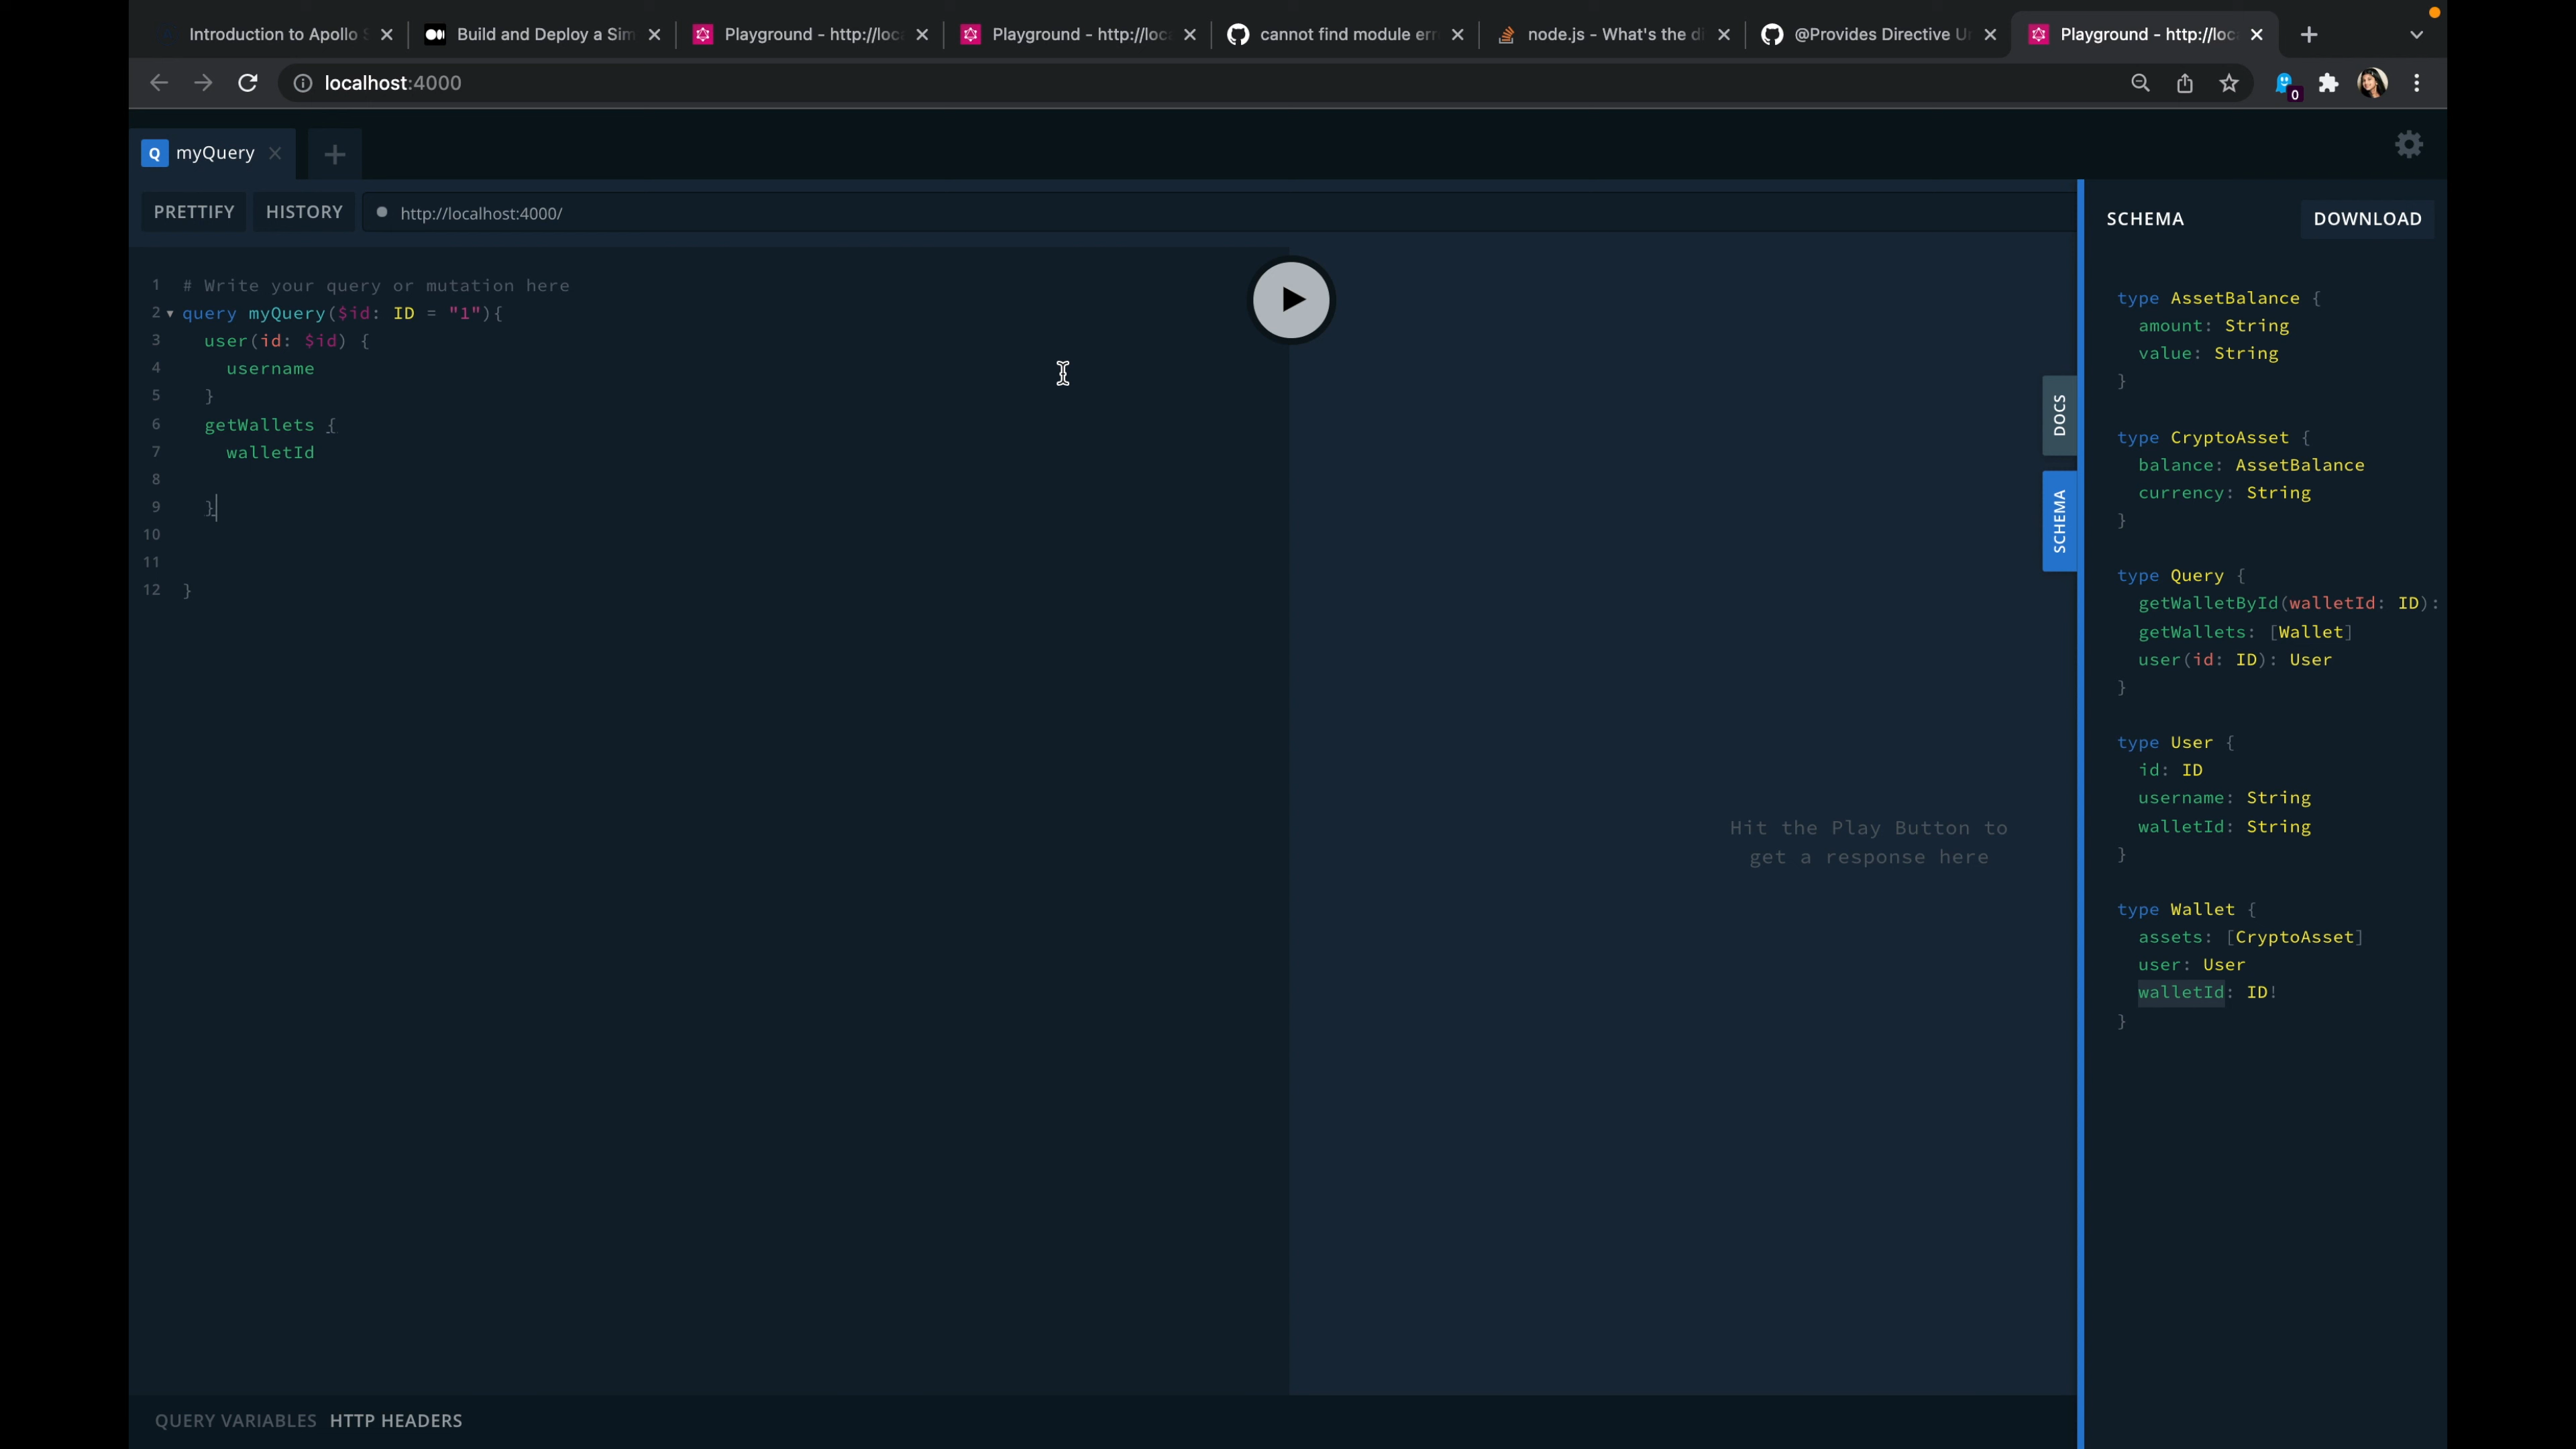 Introduction to Apollo S
Build and Deploy a Sim
Playground - http://loca
Playground - http://loca
cannot find module erro
node.js - What's the di
@Provides Directive Un
Playground - http://loc
localhost:4000
0
Q myQuery
PRETTIFY HISTORY http://localhost:4000/
1 # Write your query or mutation here
2 query myQuery($id: ID = "1"){
3 user(id: $id) {
4 username
5 }
6 getWallets {
7 walletId
8
9 }
10
11
12 }
Hit the Play Button to
get a response here
DOCS
SCHEMA
SCHEMA DOWNLOAD
type AssetBalance {
amount: String
value: String
}
type CryptoAsset {
balance: AssetBalance
currency: String
}
type Query {
getWalletById(walletId: ID):
getWallets: [Wallet]
user(id: ID): User
}
type User {
id: ID
username: String
walletId: String
}
type Wallet {
assets: [CryptoAsset]
user: User
walletId: ID!
}
QUERY VARIABLES HTTP HEADERS